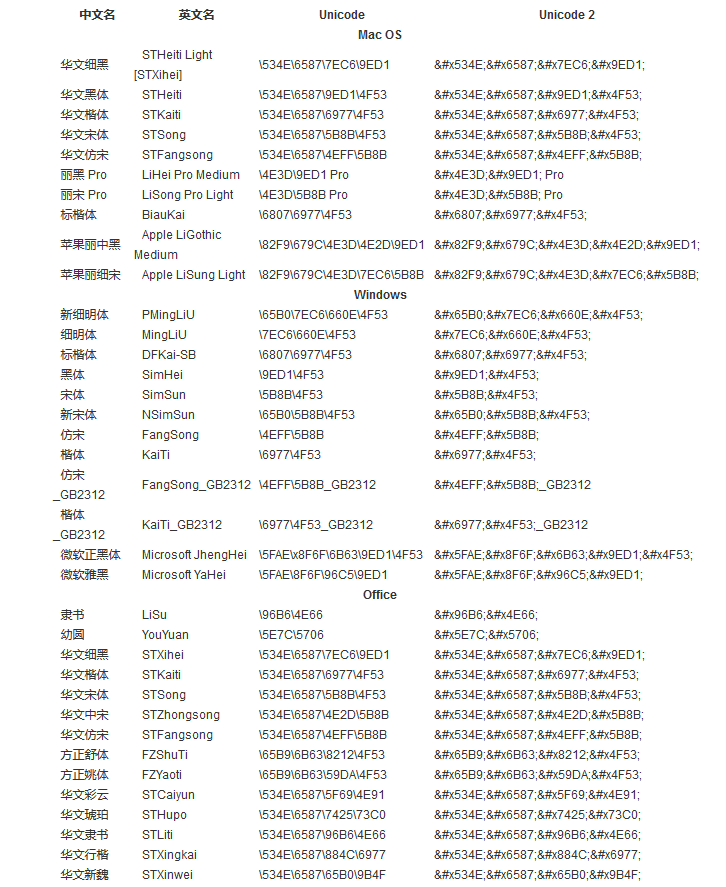 中文名 英文名 Unicode Unicode 2
Mac OS
华文细黑 STHeiti Light [STXihei] \534E\6587\7EC6\9ED1 &#x534E;&#x6587;&#x7EC6;&#x9ED1;
华文黑体 STHeiti \534E\6587\9ED1\4F53 &#x534E;&#x6587;&#x9ED1;&#x4F53;
华文楷体 STKaiti \534E\6587\6977\4F53 &#x534E;&#x6587;&#x6977;&#x4F53;
华文宋体 STSong \534E\6587\5B8B\4F53 &#x534E;&#x6587;&#x5B8B;&#x4F53;
华文仿宋 STFangsong \534E\6587\4EFF\5B8B &#x534E;&#x6587;&#x4EFF;&#x5B8B;
丽黑 Pro LiHei Pro Medium \4E3D\9ED1 Pro &#x4E3D;&#x9ED1; Pro
丽宋 Pro LiSong Pro Light \4E3D\5B8B Pro &#x4E3D;&#x5B8B; Pro
标楷体 BiauKai \6807\6977\4F53 &#x6807;&#x6977;&#x4F53;
苹果丽中黑 Apple LiGothic Medium \82F9\679C\4E3D\4E2D\9ED1 &#x82F9;&#x679C;&#x4E3D;&#x4E2D;&#x9ED1;
苹果丽细宋 Apple LiSung Light \82F9\679C\4E3D\7EC6\5B8B &#x82F9;&#x679C;&#x4E3D;&#x7EC6;&#x5B8B;
Windows
新细明体 PMingLiU \65B0\7EC6\660E\4F53 &#x65B0;&#x7EC6;&#x660E;&#x4F53;
细明体 MingLiU \7EC6\660E\4F53 &#x7EC6;&#x660E;&#x4F53;
标楷体 DFKai-SB \6807\6977\4F53 &#x6807;&#x6977;&#x4F53;
黑体 SimHei \9ED1\4F53 &#x9ED1;&#x4F53;
宋体 SimSun \5B8B\4F53 &#x5B8B;&#x4F53;
新宋体 NSimSun \65B0\5B8B\4F53 &#x65B0;&#x5B8B;&#x4F53;
仿宋 FangSong \4EFF\5B8B &#x4EFF;&#x5B8B;
楷体 KaiTi \6977\4F53 &#x6977;&#x4F53;
仿宋_GB2312 FangSong_GB2312 \4EFF\5B8B_GB2312 &#x4EFF;&#x5B8B;_GB2312
楷体_GB2312 KaiTi_GB2312 \6977\4F53_GB2312 &#x6977;&#x4F53;_GB2312
微软正黑体 Microsoft JhengHei \5FAE\x8F6F\6B63\9ED1\4F53 &#x5FAE;&#x8F6F;&#x6B63;&#x9ED1;&#x4F53;
微软雅黑 Microsoft YaHei \5FAE\8F6F\96C5\9ED1 &#x5FAE;&#x8F6F;&#x96C5;&#x9ED1;
Office
隶书 LiSu \96B6\4E66 &#x96B6;&#x4E66;
幼圆 YouYuan \5E7C\5706 &#x5E7C;&#x5706;
华文细黑 STXihei \534E\6587\7EC6\9ED1 &#x534E;&#x6587;&#x7EC6;&#x9ED1;
华文楷体 STKaiti \534E\6587\6977\4F53 &#x534E;&#x6587;&#x6977;&#x4F53;
华文宋体 STSong \534E\6587\5B8B\4F53 &#x534E;&#x6587;&#x5B8B;&#x4F53;
华文中宋 STZhongsong \534E\6587\4E2D\5B8B &#x534E;&#x6587;&#x4E2D;&#x5B8B;
华文仿宋 STFangsong \534E\6587\4EFF\5B8B &#x534E;&#x6587;&#x4EFF;&#x5B8B;
方正舒体 FZShuTi \65B9\6B63\8212\4F53 &#x65B9;&#x6B63;&#x8212;&#x4F53;
方正姚体 FZYaoti \65B9\6B63\59DA\4F53 &#x65B9;&#x6B63;&#x59DA;&#x4F53;
华文彩云 STCaiyun \534E\6587\5F69\4E91 &#x534E;&#x6587;&#x5F69;&#x4E91;
华文琥珀 STHupo \534E\6587\7425\73C0 &#x534E;&#x6587;&#x7425;&#x73C0;
华文隶书 STLiti \534E\6587\96B6\4E66 &#x534E;&#x6587;&#x96B6;&#x4E66;
华文行楷 STXingkai \534E\6587\884C\6977 &#x534E;&#x6587;&#x884C;&#x6977;
华文新魏 STXinwei \534E\6587\65B0\9B4F &#x534E;&#x6587;&#x65B0;&#x9B4F;